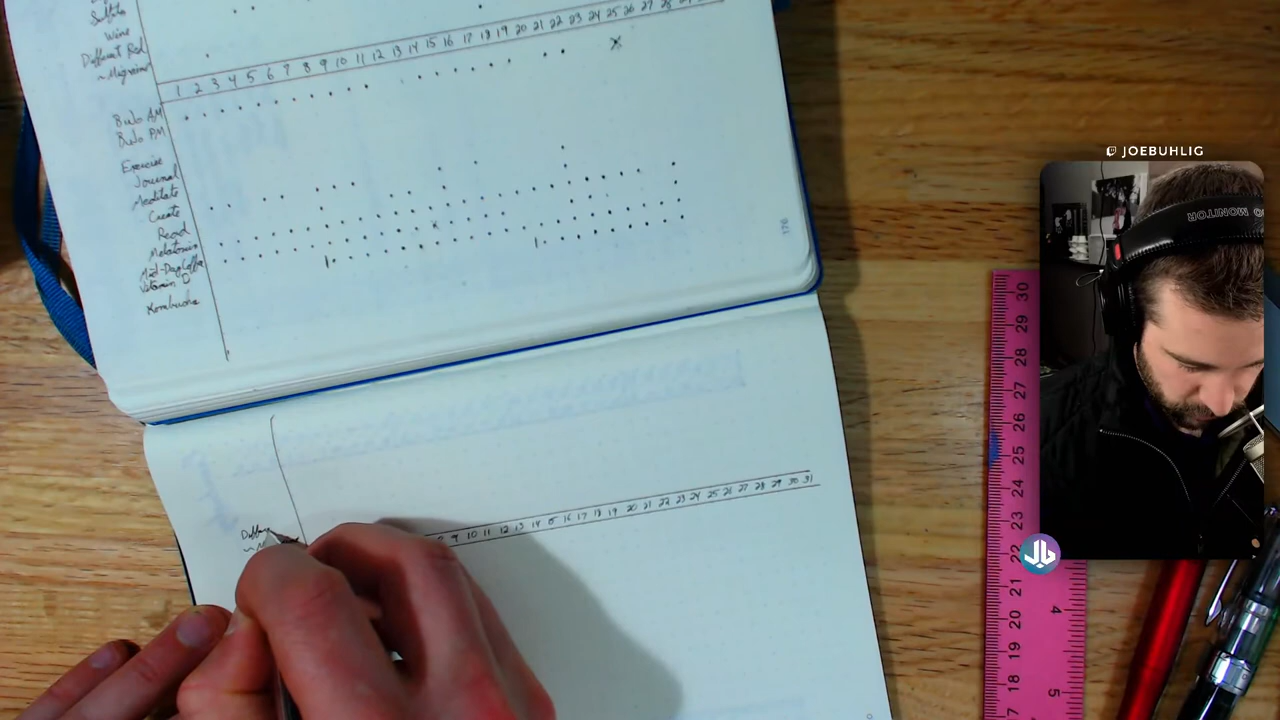 Wine
Different Bed
~Migraine
1 2 3 4 5 6 7 8 9 10 11 12 13 14 15 16 17 18 19 20 21 22 23 24 25 26 27 28
BuJo AM
BuJo PM
Exercise
Journal
Meditate
Create
Read
Melatonin
Mid-Day Coffee
Vitamin D
Kombucha
176
9 10 11 12 13 14 15 16 17 18 19 20 21 22 23 24 25 26 27 28 29 30 31
JOEBUHLIG
MONITOR
30
29
28
27
26
25
24
23
22
21
20
19
18
4
5